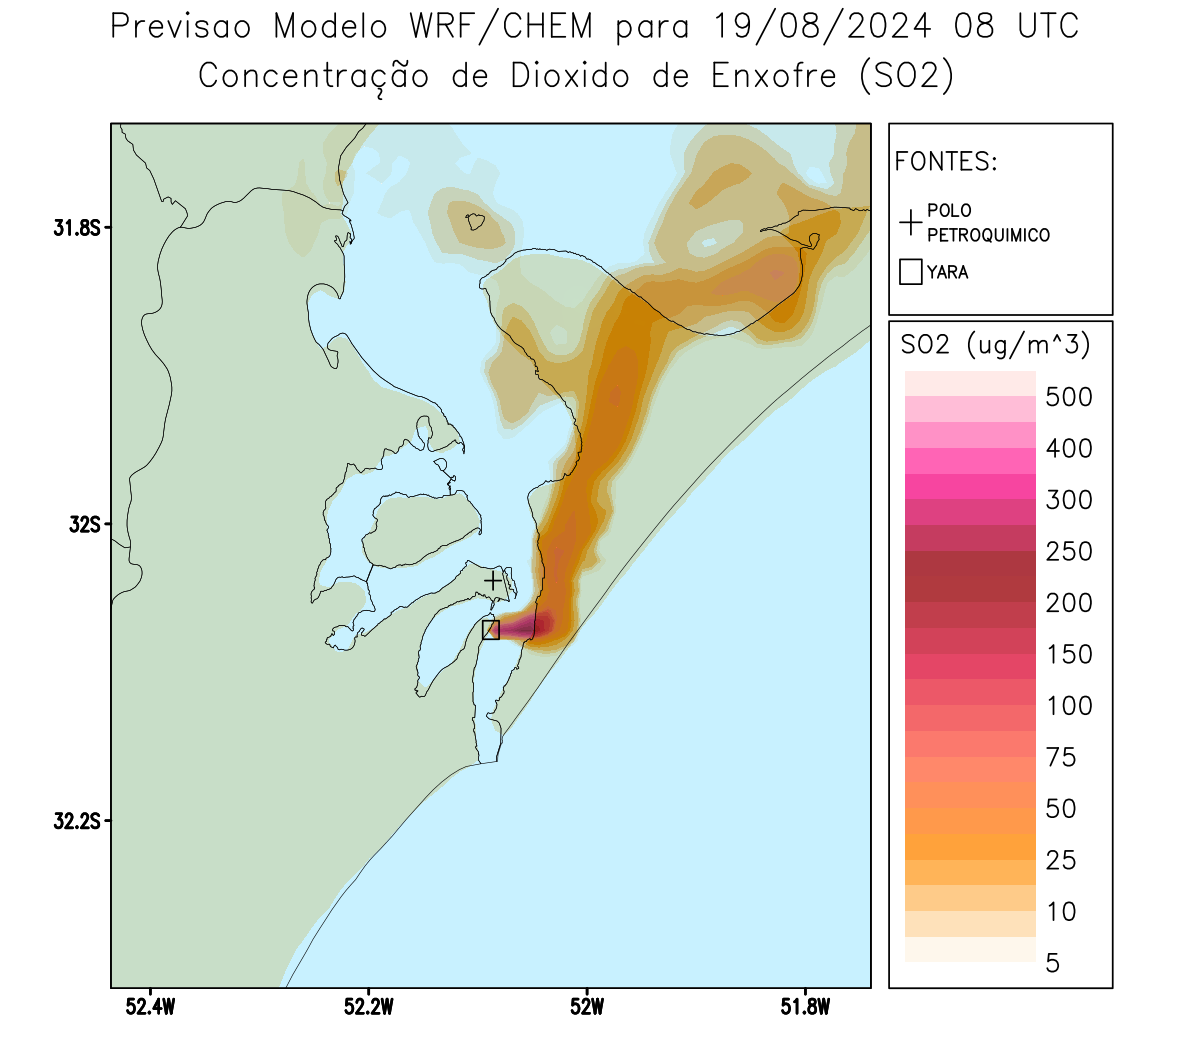 Previsao Modelo WRF/CHEM para 19/08/2024 08 UTC
Concentração de Dioxido de Enxofre (SO2)
FONTES:
POLO
PETROQUIMICO
YARA
SO2 (ug/m^3)
500
400
300
250
200
150
100
75
50
25
10
5
31.8S
32S
32.2S
52.4W
52.2W
52W
51.8W